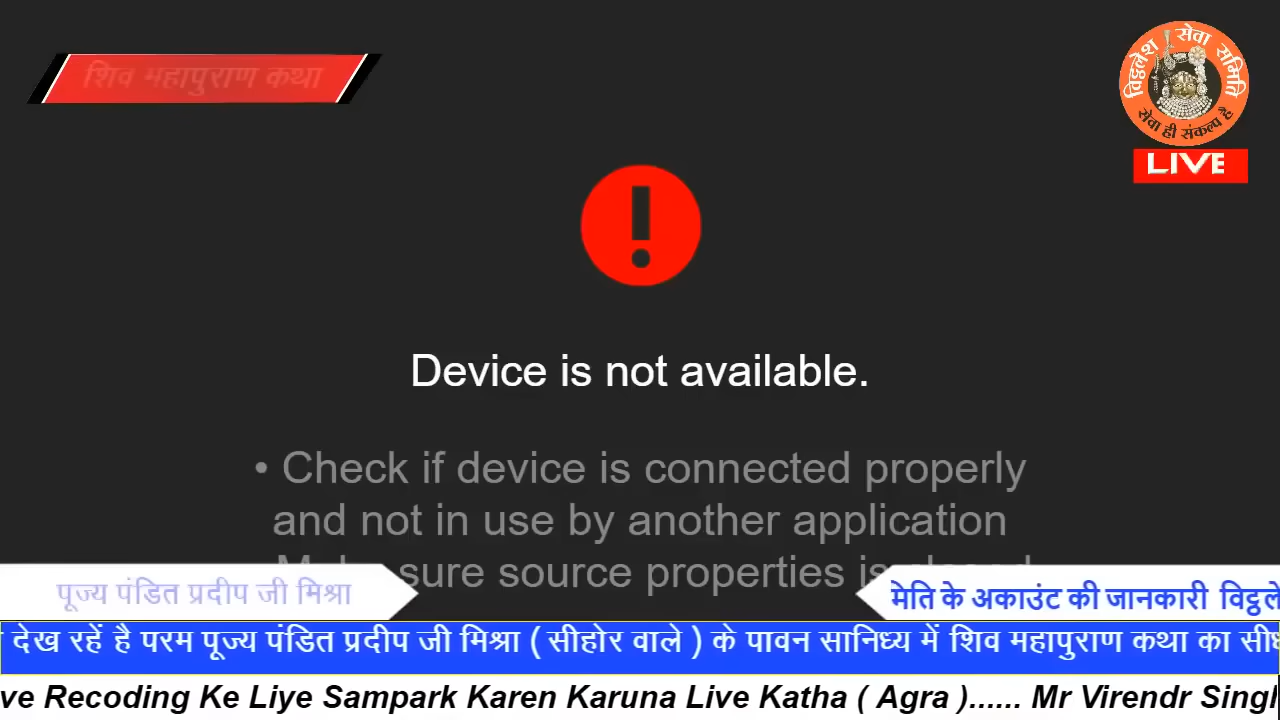 शिव महापुराण कथा
विट्ठलेश सेवा समिति
सेवा ही संकल्प है
LIVE
Device is not available.
• Check if device is connected properly
and not in use by another application
sure source properties
पूज्य पंडित प्रदीप जी मिश्रा
मेति के अकाउंट की जानकारी विठ्ठले
देख रहें है परम पूज्य पंडित प्रदीप जी मिश्रा ( सीहोर वाले ) के पावन सानिध्य में शिव महापुराण कथा का सीध
ve Recoding Ke Liye Sampark Karen Karuna Live Katha ( Agra )...... Mr Virendr Singl